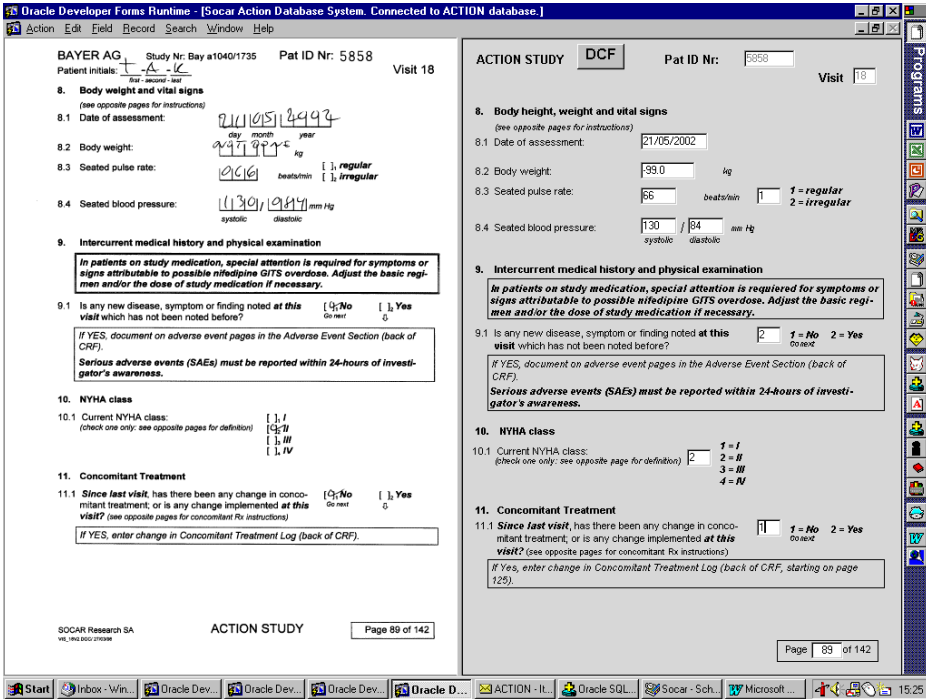 Oracle Developer Forms Runtime - [Socar Action Database System. Connected to ACTION database.]
Action Edit Field Record Search Window Help
BAYER AG Study Nr: Bay a1040/1735 Pat ID Nr: 5858
Patient initials: T - A - K
first - second - last
Visit 18
8. Body weight and vital signs
(see opposite pages for instructions)
8.1 Date of assessment:
day month year
8.2 Body weight: kg
8.3 Seated pulse rate: 066 beats/min [ ]1 regular
[ ]2 irregular
8.4 Seated blood pressure: 130 / 084 mm Hg
systolic diastolic
9. Intercurrent medical history and physical examination
In patients on study medication, special attention is required for symptoms or
signs attributable to possible nifedipine GITS overdose. Adjust the basic regi-
men and/or the dose of study medication if necessary.
9.1 Is any new disease, symptom or finding noted at this [ ]1 No [ ]2 Yes
visit which has not been noted before? Go next
If YES, document on adverse event pages in the Adverse Event Section (back of
CRF).
Serious adverse events (SAEs) must be reported within 24-hours of investi-
gator's awareness.
10. NYHA class
10.1 Current NYHA class: [ ]1 I
(check one only: see opposite pages for definition) [ ]2 II
[ ]3 III
[ ]4 IV
11. Concomitant Treatment
11.1 Since last visit, has there been any change in conco- [ ]1 No [ ]2 Yes
mitant treatment; or is any change implemented at this Go next
visit? (see opposite pages for concomitant Rx instructions)
If YES, enter change in Concomitant Treatment Log (back of CRF).
SOCAR Research SA ACTION STUDY Page 89 of 142
ACTION STUDY DCF Pat ID Nr: 5858
Visit 18
8. Body height, weight and vital signs
(see opposite pages for instructions)
8.1 Date of assessment: 21/05/2002
8.2 Body weight: -99.0 kg
8.3 Seated pulse rate: 66 beats/min 1 1 = regular
2 = irregular
8.4 Seated blood pressure: 130 / 84 mm Hg
systolic diastolic
9. Intercurrent medical history and physical examination
In patients on study medication, special attention is requiered for symptoms or
signs attributable to possible nifedipine GITS overdose. Adjust the basic regi-
men and/or the dose of study medication if necessary.
9.1 Is any new disease, symptom or finding noted at this 2 1 = No 2 = Yes
visit which has not been noted before? Go next
If YES, document on adverse event pages in the Adverse Event Section (back of
CRF).
Serious adverse events (SAEs) must be reported within 24-hours of investi-
gator's awareness.
10. NYHA class
10.1 Current NYHA class: 2 1 = I
(check one only: see opposite page for definition) 2 = II
3 = III
4 = IV
11. Concomitant Treatment
11.1 Since last visit, has there been any change in conco- 1 1 = No 2 = Yes
mitant treatment; or is any change implemented at this Go next
visit? (see opposite pages for concomitant Rx instructions)
If Yes, enter change in Concomitant Treatment Log (back of CRF, starting on page
125).
Page 89 of 142
Programs
Start Inbox - Win... Oracle Dev... Oracle Dev... Oracle Dev... Oracle D... ACTION - It... Oracle SQL... Socar - Sch... Microsoft ... 15:25